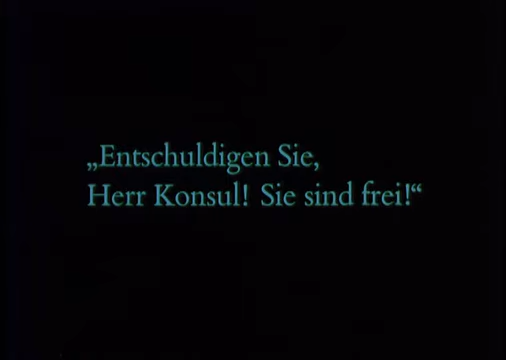 „Entschuldigen Sie,
Herr Konsul! Sie sind frei!“